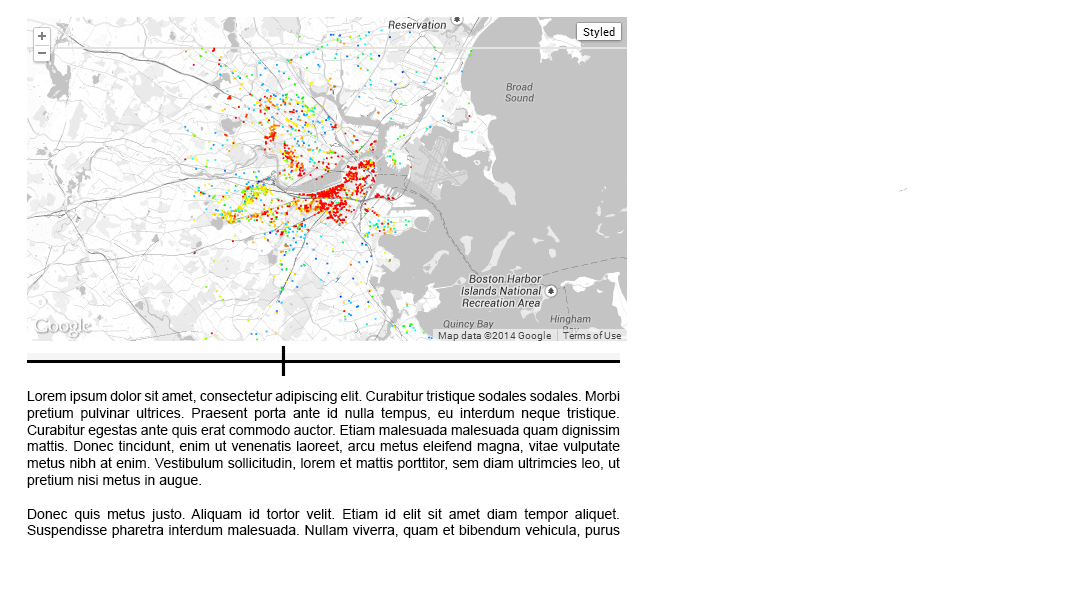 Reservation
+
Styled
−
Broad
Sound
Boston Harbor
Islands National
Recreation Area
Hingham
Bay
Quincy Bay
Google
Map data ©2014 Google
Terms of Use
Lorem ipsum dolor sit amet, consectetur adipiscing elit. Curabitur tristique sodales sodales. Morbi
pretium pulvinar ultrices. Praesent porta ante id nulla tempus, eu interdum neque tristique.
Curabitur egestas ante quis erat commodo auctor. Etiam malesuada malesuada quam dignissim
mattis. Donec tincidunt, enim ut venenatis laoreet, arcu metus eleifend magna, vitae vulputate
metus nibh at enim. Vestibulum sollicitudin, lorem et mattis porttitor, sem diam ultrimcies leo, ut
pretium nisi metus in augue.
Donec quis metus justo. Aliquam id tortor velit. Etiam id elit sit amet diam tempor aliquet.
Suspendisse pharetra interdum malesuada. Nullam viverra, quam et bibendum vehicula, purus